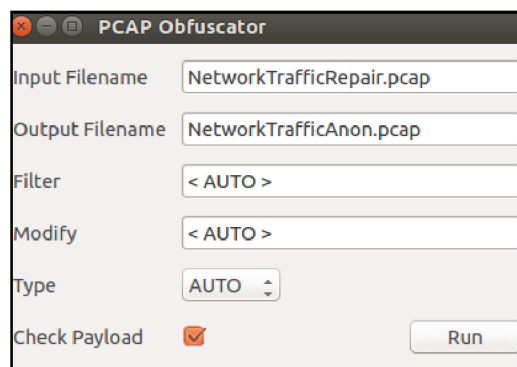 PCAP Obfuscator
Input Filename NetworkTrafficRepair.pcap
Output Filename NetworkTrafficAnon.pcap
Filter < AUTO >
Modify < AUTO >
Type AUTO
Check Payload Run